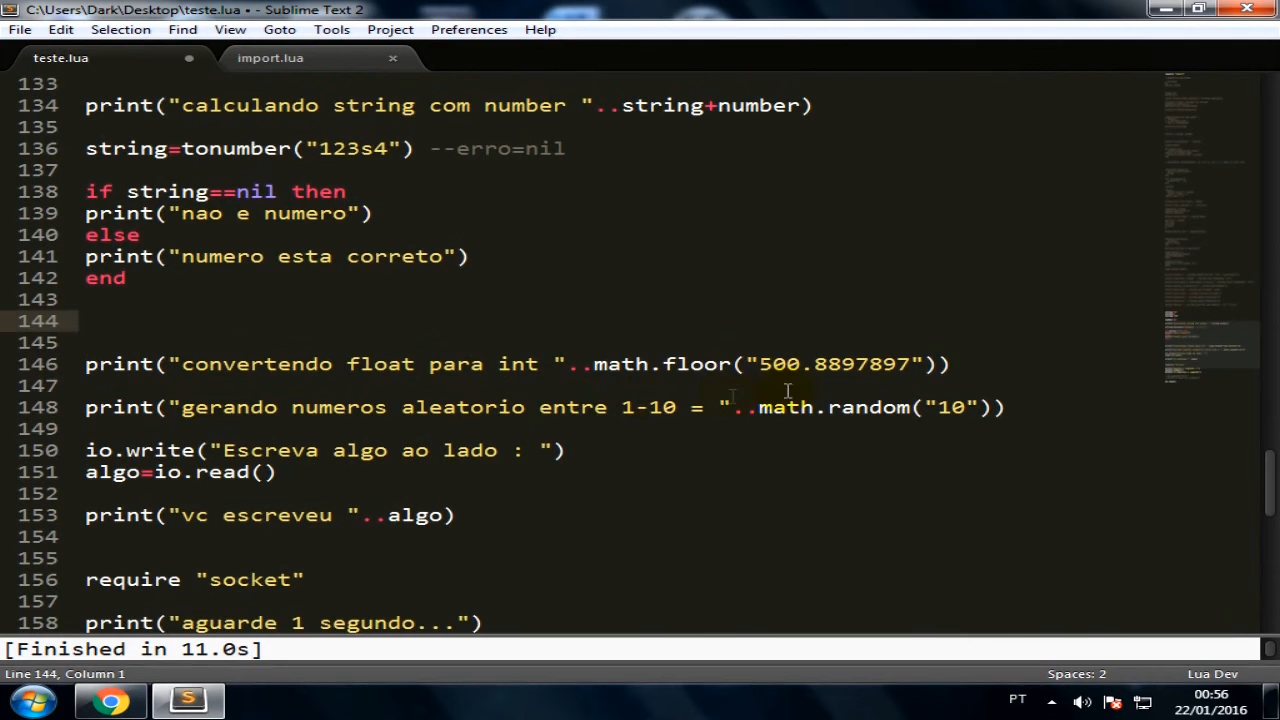 C:\Users\Dark\Desktop\teste.lua • - Sublime Text 2
File Edit Selection Find View Goto Tools Project Preferences Help
teste.lua import.lua
133
134 print("calculando string com number "..string+number)
135
136 string=tonumber("123s4") --erro=nil
137
138 if string==nil then
139 print("nao e numero")
140 else
141 print("numero esta correto")
142 end
143
144
145
146 print("convertendo float para int "..math.floor("500.8897897"))
147
148 print("gerando numeros aleatorio entre 1-10 = "..math.random("10"))
149
150 io.write("Escreva algo ao lado : ")
151 algo=io.read()
152
153 print("vc escreveu "..algo)
154
155
156 require "socket"
157
158 print("aguarde 1 segundo...")
[Finished in 11.0s]
Line 144, Column 1 Spaces: 2 Lua Dev
PT 00:56
22/01/2016